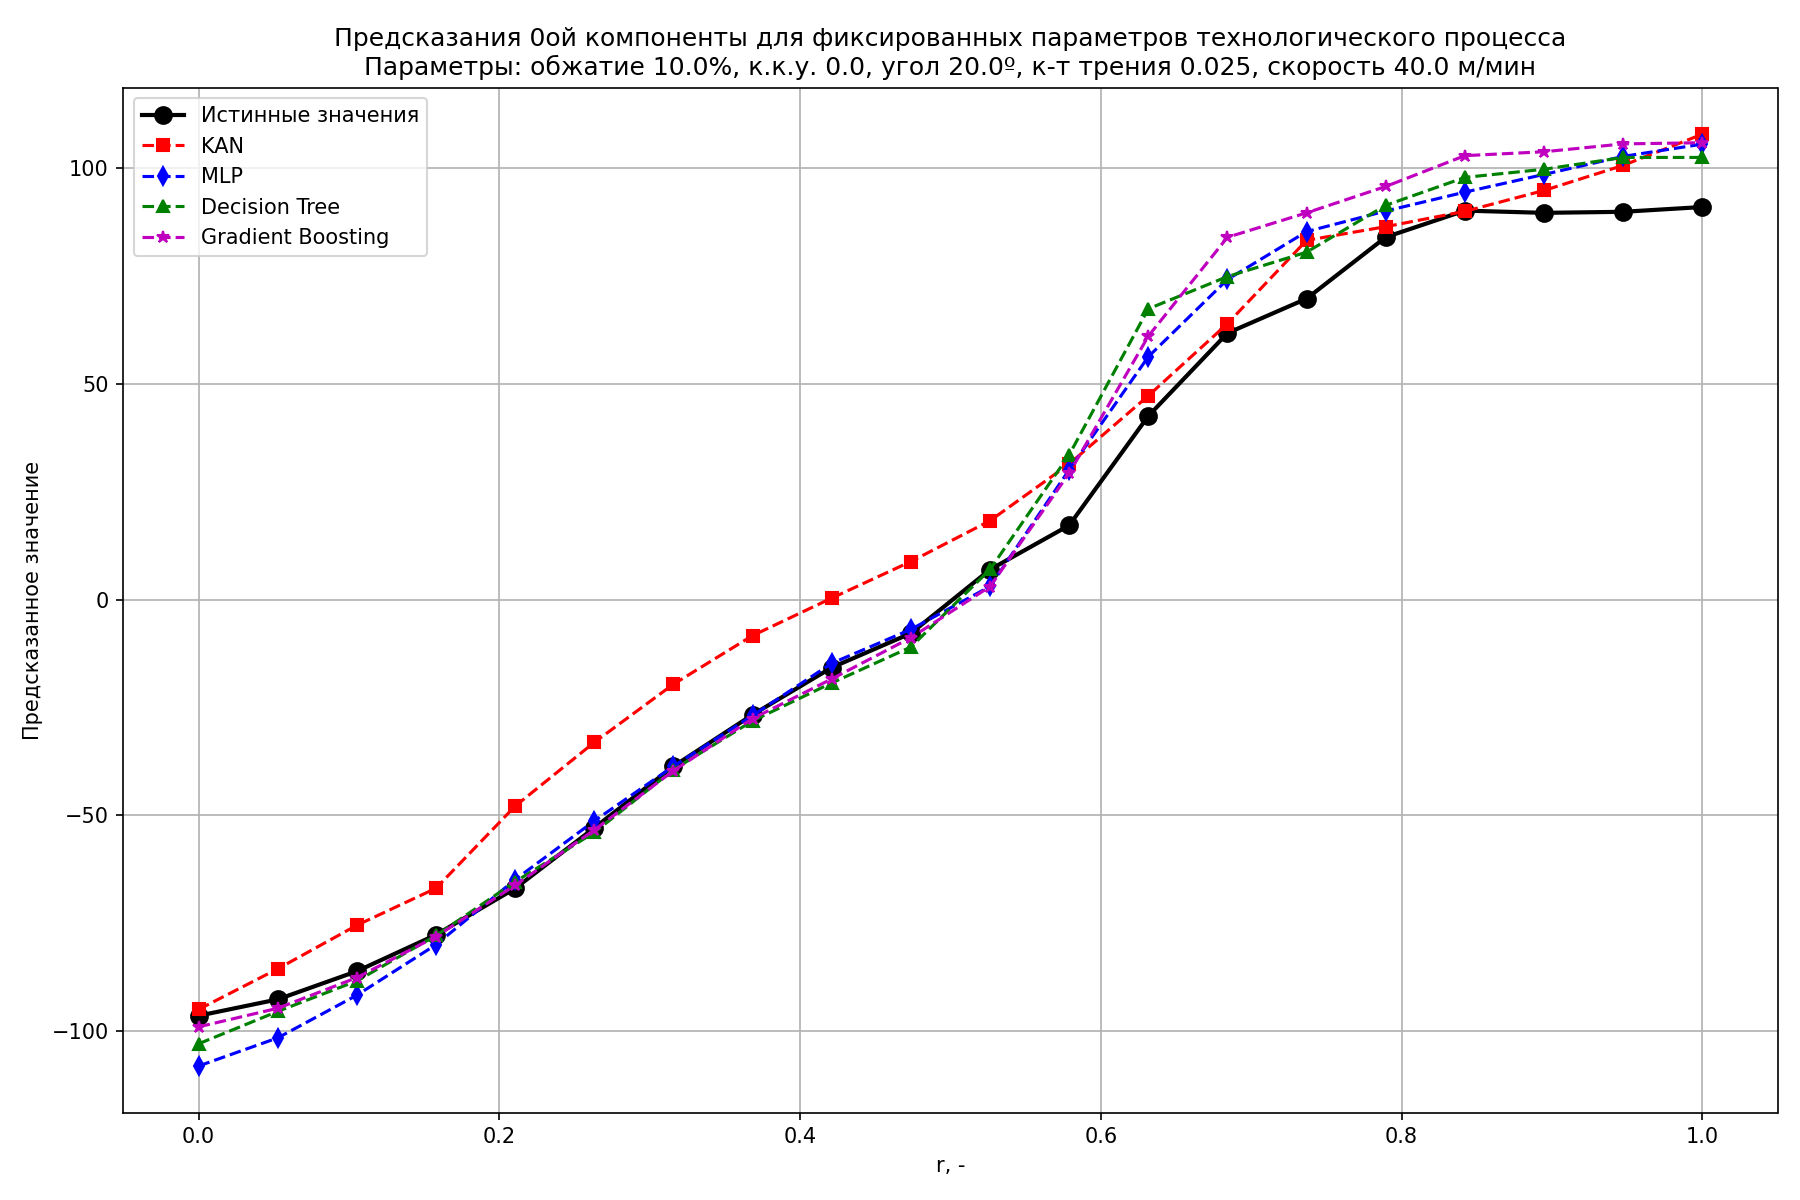 Предсказания 0ой компоненты для фиксированных параметров технологического процесса
Параметры: обжатие 10.0%, к.к.у. 0.0, угол 20.0º, к-т трения 0.025, скорость 40.0 м/мин
Истинные значения
KAN
MLP
Decision Tree
Gradient Boosting
Предсказанное значение
100
50
0
−50
−100
0.0 0.2 0.4 0.6 0.8 1.0
r, -